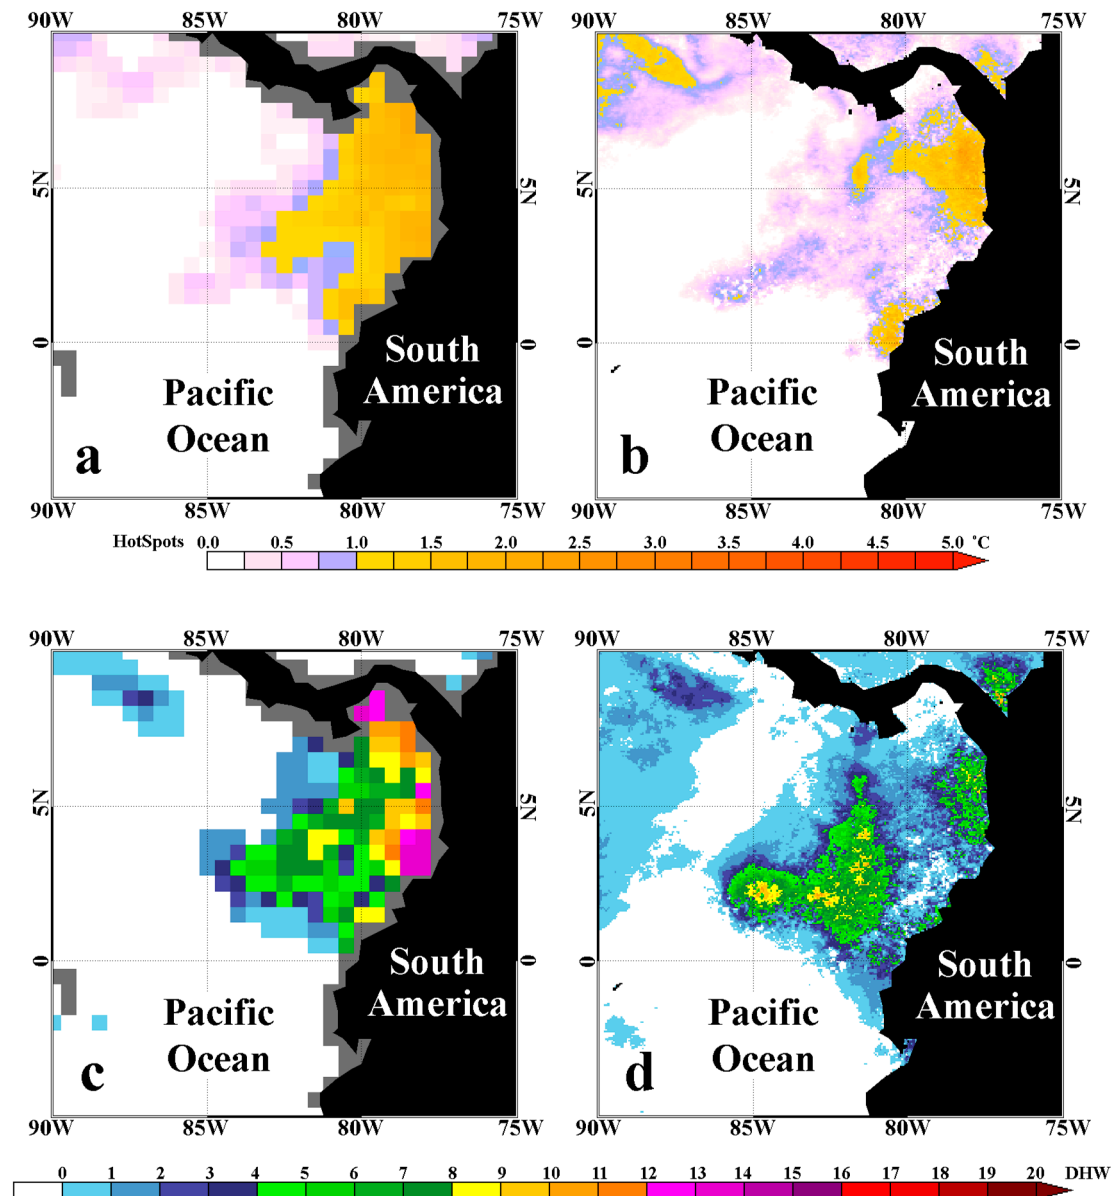 90W 85W 80W 75W
90W 85W 80W 75W
5N 5N
5N 5N
0 0
0 0
South
America
South
America
Pacific
Ocean
Pacific
Ocean
a
b
90W 85W 80W 75W
90W 85W 80W 75W
HotSpots 0.0 0.5 1.0 1.5 2.0 2.5 3.0 3.5 4.0 4.5 5.0 °C
90W 85W 80W 75W
90W 85W 80W 75W
5N 5N
5N 5N
0 0
0 0
South
America
South
America
Pacific
Ocean
Pacific
Ocean
c
d
90W 85W 80W 75W
90W 85W 80W 75W
0 1 2 3 4 5 6 7 8 9 10 11 12 13 14 15 16 17 18 19 20 DHW